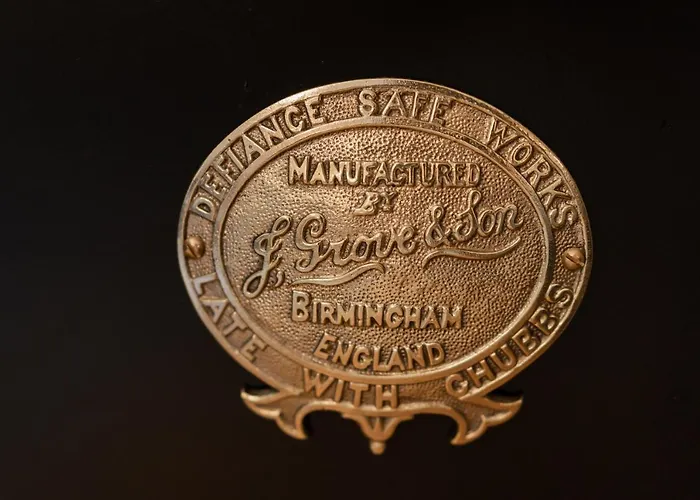 DEFIANCE SAFE WORKS
MANUFACTURED
BY
J. Grove & Son
BIRMINGHAM
ENGLAND
LATE WITH CHUBBS